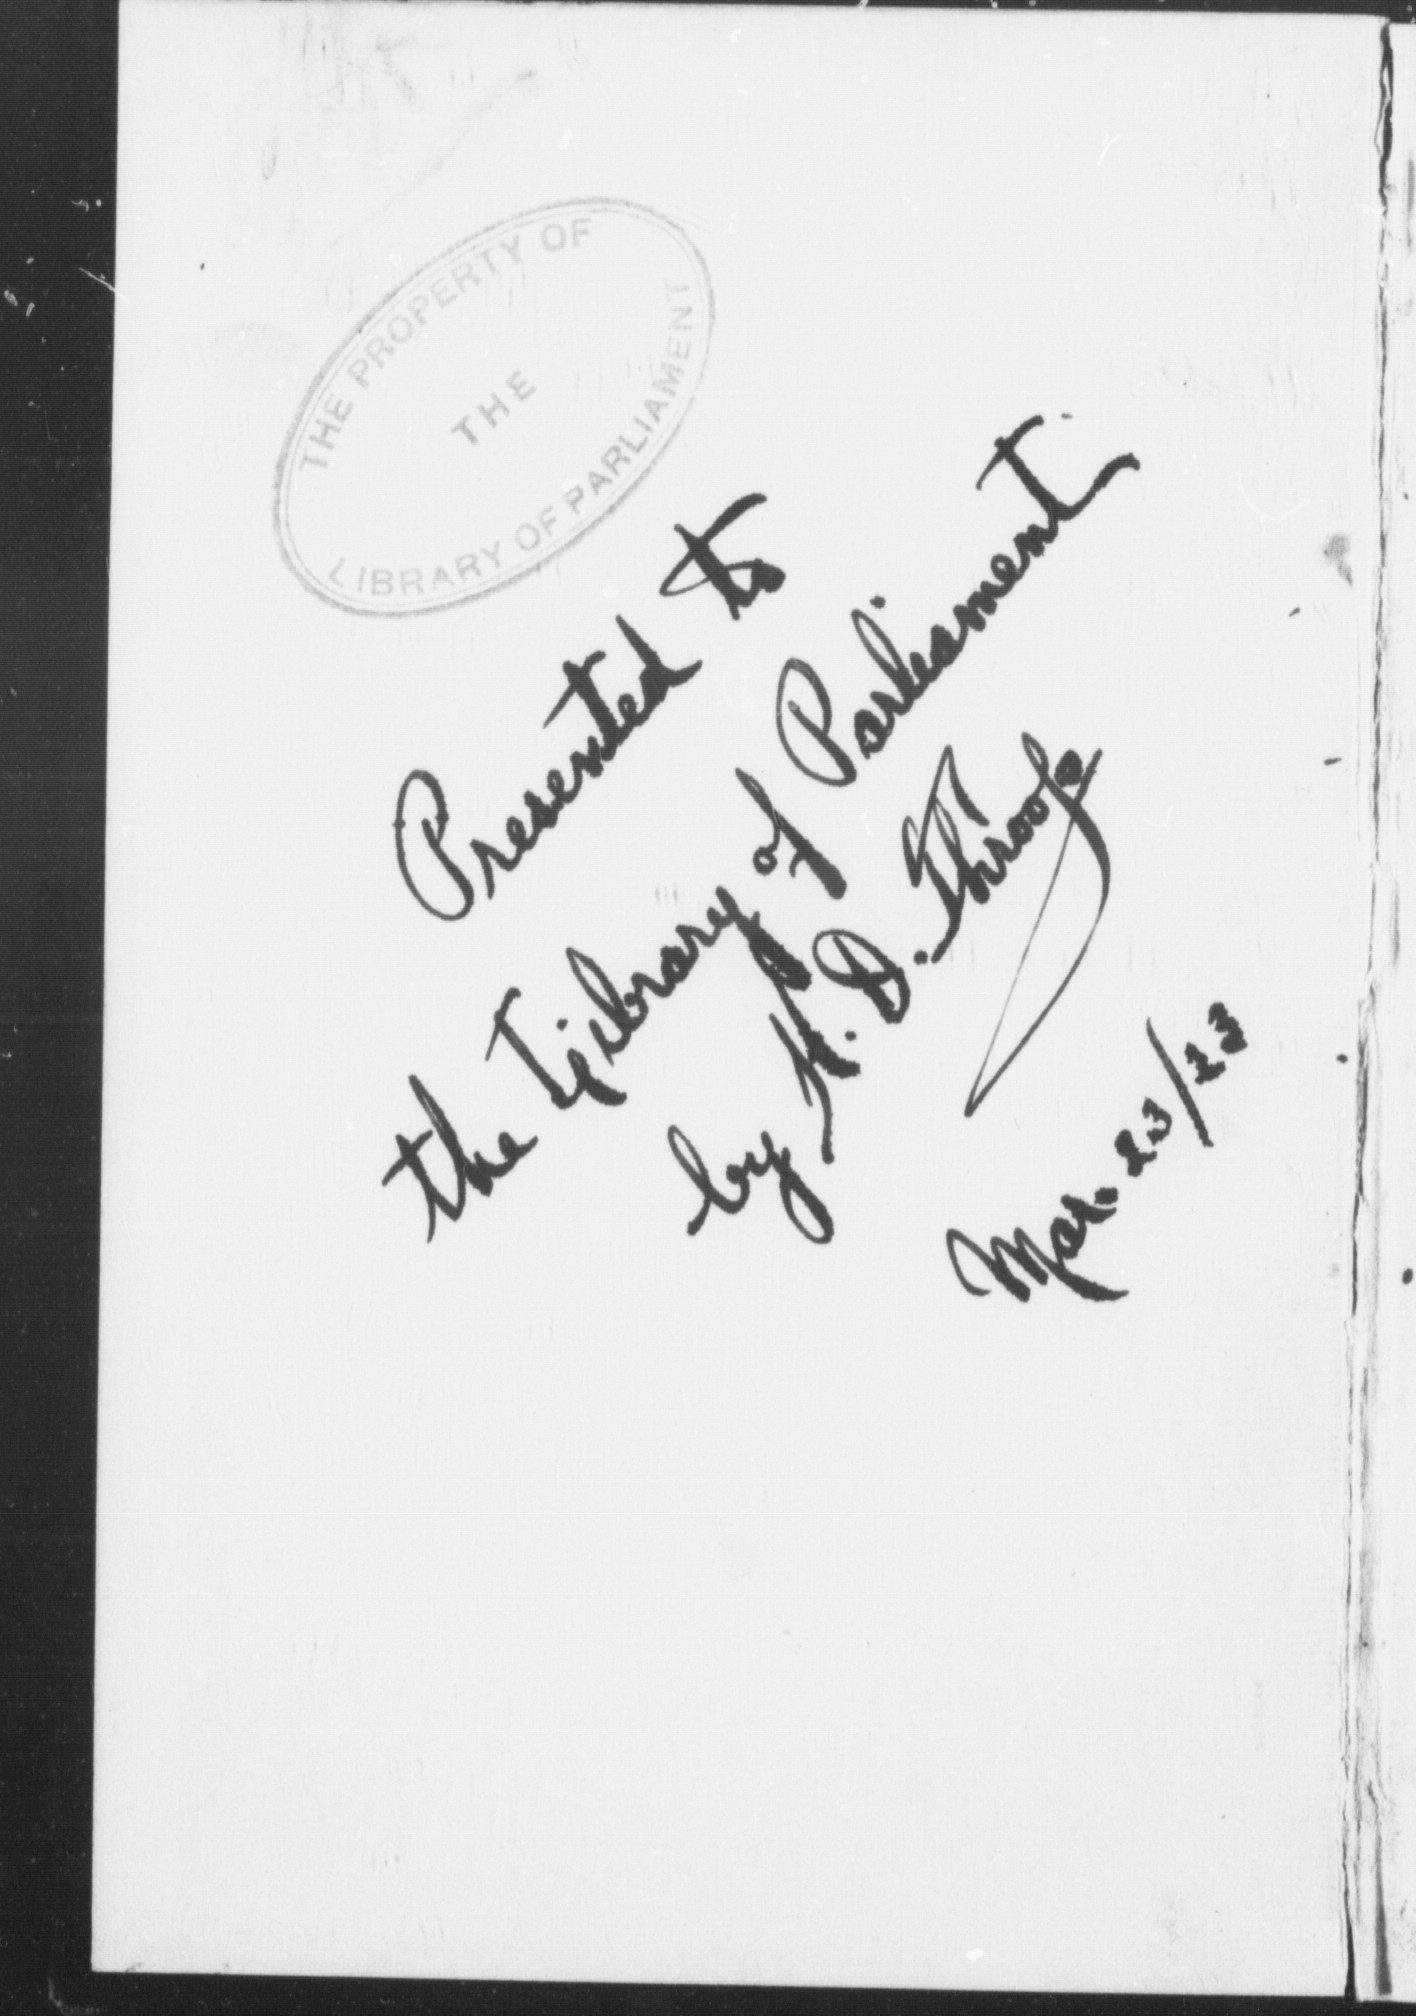 THE PROPERTY OF
THE
LIBRARY OF PARLIAMENT
Presented to
the Library of Parliament
by H. D. Throop
Mar. 23/23